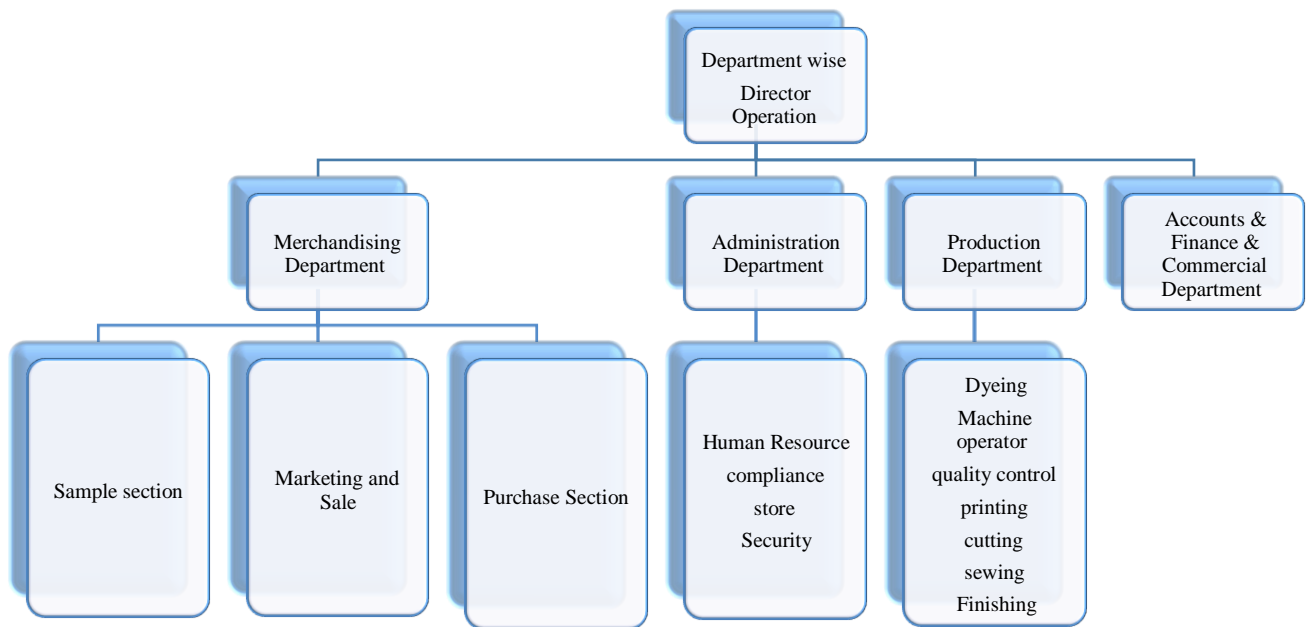 Department wise
Director
Operation
Merchandising
Department
Administration
Department
Production
Department
Accounts &
Finance &
Commercial
Department
Sample section
Marketing and
Sale
Purchase Section
Human Resource
compliance
store
Security
Dyeing
Machine
operator
quality control
printing
cutting
sewing
Finishing